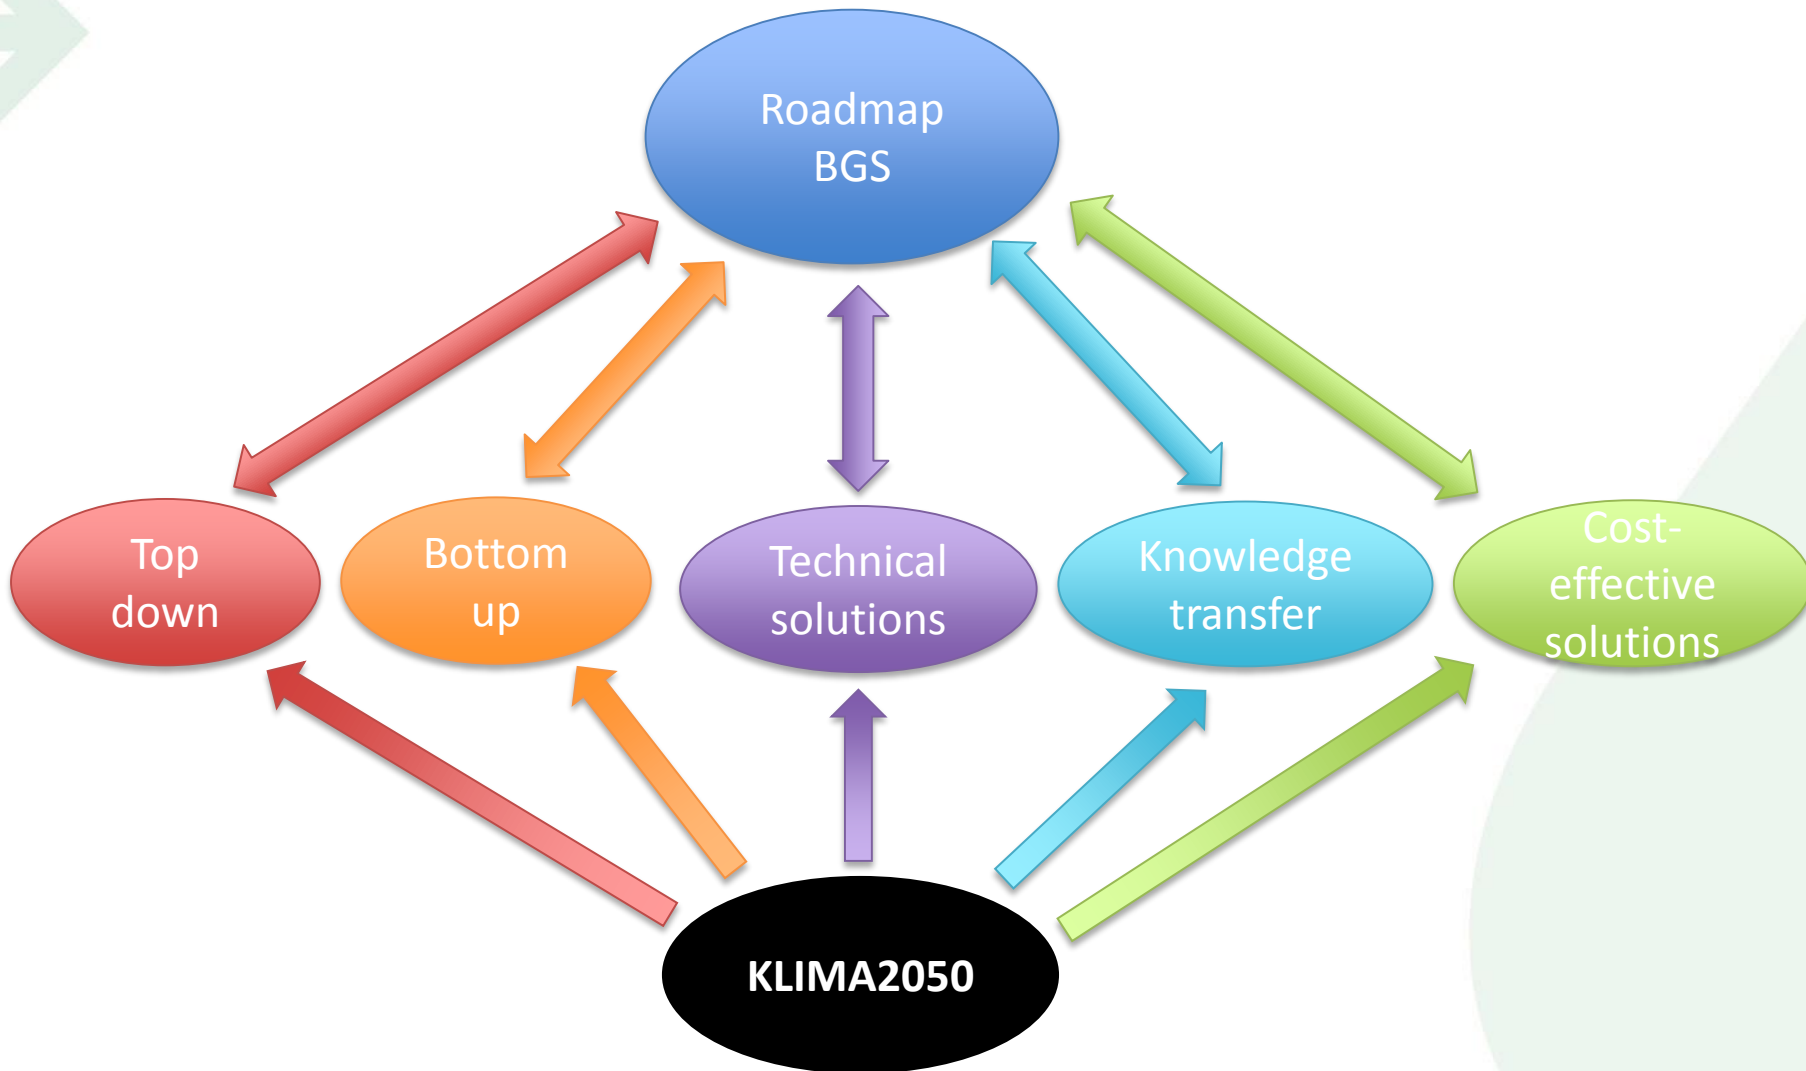 Roadmap
BGS
Top
down
Bottom
up
Technical
solutions
Knowledge
transfer
Cost-
effective
solutions
KLIMA2050